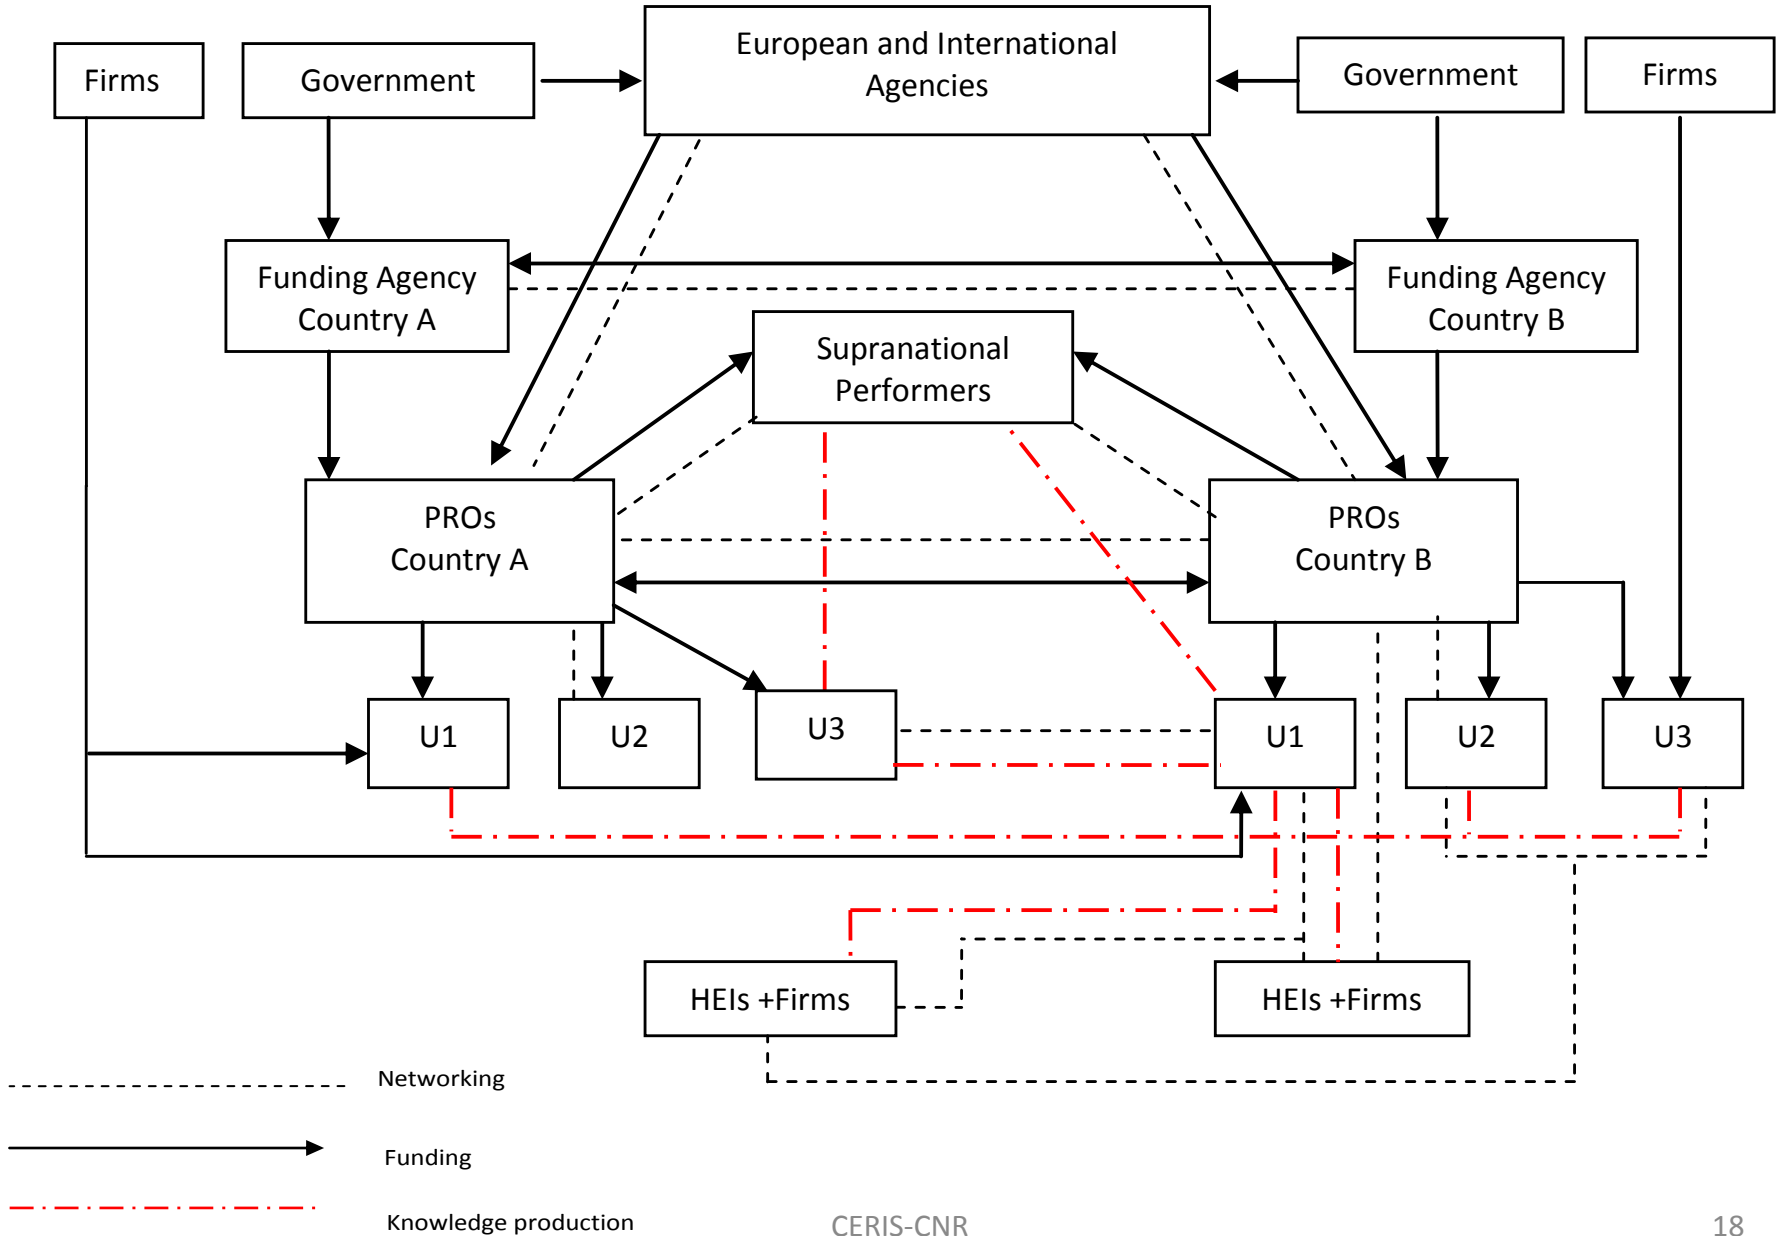 European and International
Agencies
Firms
Government
Government
Firms
Funding Agency
Country A
Funding Agency
Country B
Supranational
Performers
PROs
Country A
PROs
Country B
U1
U2
U3
U1
U2
U3
HEIs +Firms
HEIs +Firms
Networking
Funding
Knowledge production
CERIS-CNR
18